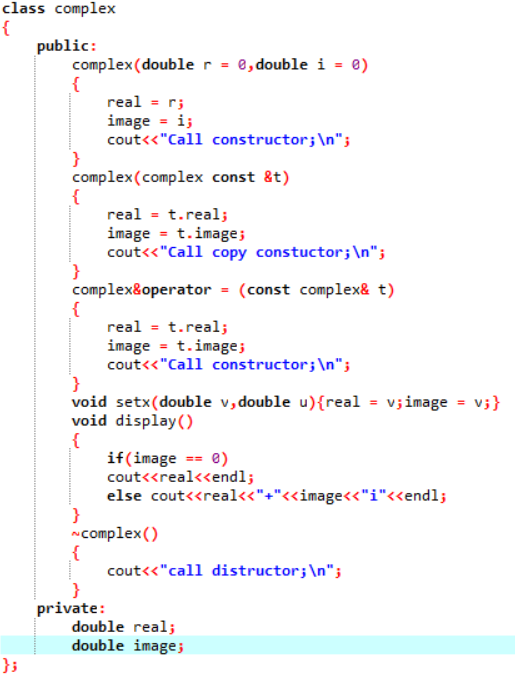 class complex
{
    public:
        complex(double r = 0,double i = 0)
        {
            real = r;
            image = i;
            cout<<"Call constructor;\n";
        }
        complex(complex const &t)
        {
            real = t.real;
            image = t.image;
            cout<<"Call copy constuctor;\n";
        }
        complex&operator = (const complex& t)
        {
            real = t.real;
            image = t.image;
            cout<<"Call constructor;\n";
        }
        void setx(double v,double u){real = v;image = v;}
        void display()
        {
            if(image == 0)
            cout<<real<<endl;
            else cout<<real<<"+"<<image<<"i"<<endl;
        }
        ~complex()
        {
            cout<<"call distructor;\n";
        }
    private:
        double real;
        double image;
};